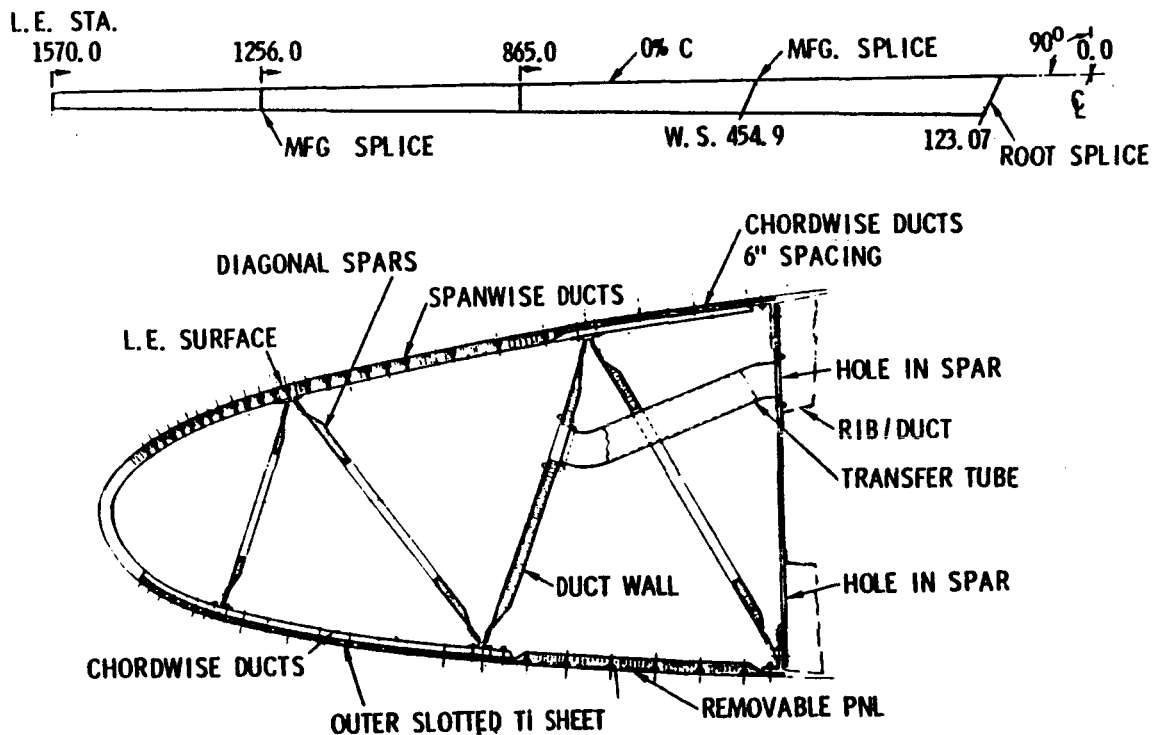 L.E. STA.
1570.0 1256.0 865.0 0% C MFG. SPLICE 90° 0.0
℄
MFG SPLICE W.S. 454.9 123.07 ROOT SPLICE
CHORDWISE DUCTS
6" SPACING
DIAGONAL SPARS
SPANWISE DUCTS
L.E. SURFACE
HOLE IN SPAR
RIB/DUCT
TRANSFER TUBE
DUCT WALL
HOLE IN SPAR
CHORDWISE DUCTS
REMOVABLE PNL
OUTER SLOTTED TI SHEET